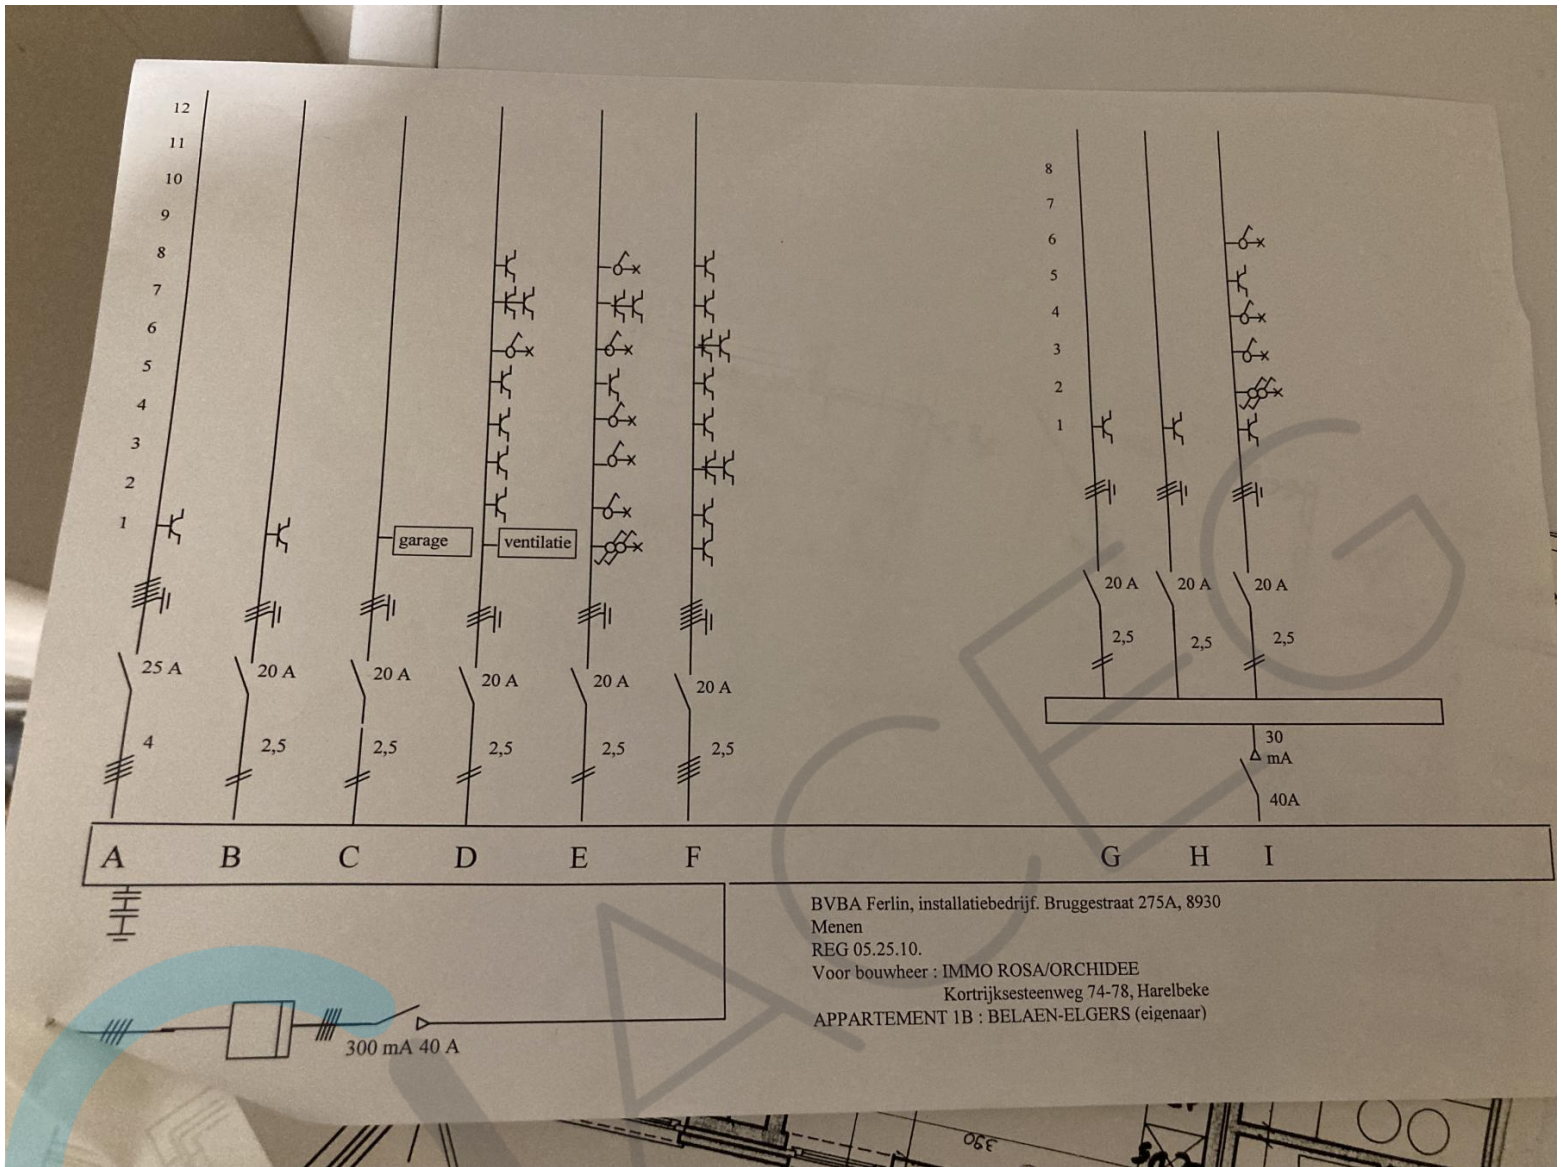 12
11
10
9
8
7
6
5
4
3
2
1
8
7
6
5
4
3
2
1
garage
ventilatie
25 A
20 A
20 A
20 A
20 A
20 A
20 A
20 A
20 A
4
2,5
2,5
2,5
2,5
2,5
2,5
2,5
2,5
30
mA
40A
A B C D E F G H I
300 mA 40 A
BVBA Ferlin, installatiebedrijf. Bruggestraat 275A, 8930
Menen
REG 05.25.10.
Voor bouwheer : IMMO ROSA/ORCHIDEE
Kortrijksesteenweg 74-78, Harelbeke
APPARTEMENT 1B : BELAEN-ELGERS (eigenaar)
ACEG
390